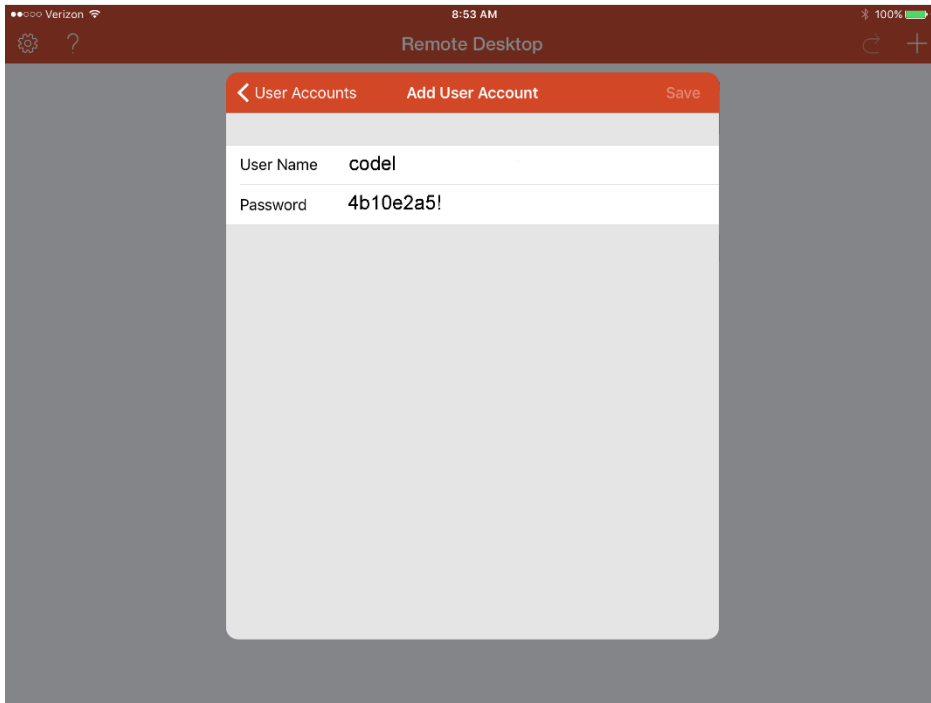 Verizon 8:53 AM 100%
? Remote Desktop
User Accounts Add User Account Save
User Name codel
Password 4b10e2a5!